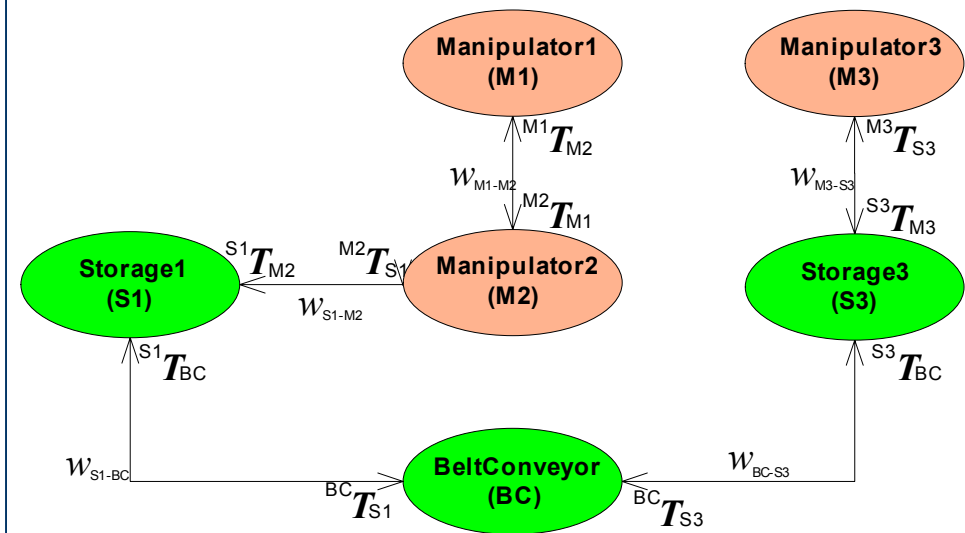 Manipulator1
(M1)
Manipulator3
(M3)
M1TM2
M3TS3
wM1-M2
wM3-S3
M2TM1
S3TM3
Storage1
(S1)
S1TM2
M2TS1
Manipulator2
(M2)
Storage3
(S3)
wS1-M2
S1TBC
S3TBC
wS1-BC
BeltConveyor
(BC)
wBC-S3
BCTS1
BCTS3